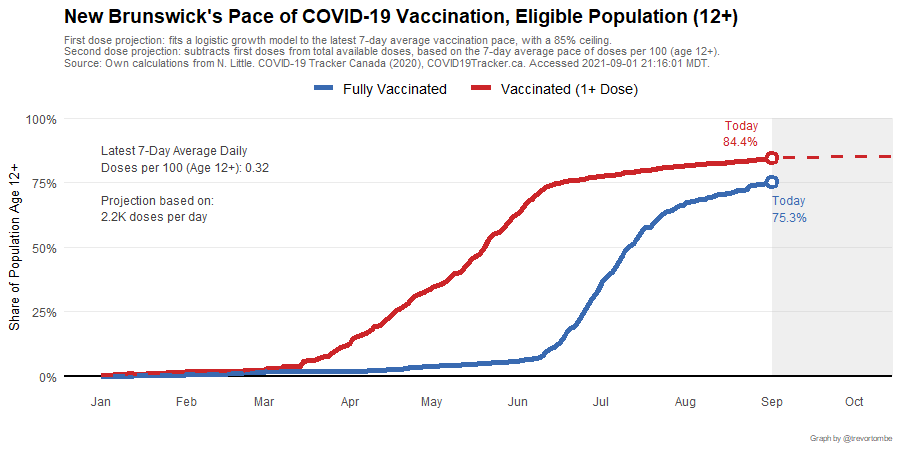 New Brunswick's Pace of COVID-19 Vaccination, Eligible Population (12+)
First dose projection: fits a logistic growth model to the latest 7-day average vaccination pace, with a 85% ceiling.
Second dose projection: subtracts first doses from total available doses, based on the 7-day average pace of doses per 100 (age 12+).
Source: Own calculations from N. Little. COVID-19 Tracker Canada (2020), COVID19Tracker.ca. Accessed 2021-09-01 21:16:01 MDT.
Fully Vaccinated
Vaccinated (1+ Dose)
Share of Population Age 12+
100%
75%
50%
25%
0%
Latest 7-Day Average Daily
Doses per 100 (Age 12+): 0.32
Projection based on:
2.2K doses per day
Today
84.4%
Today
75.3%
Jan Feb Mar Apr May Jun Jul Aug Sep Oct
Graph by @trevortombe